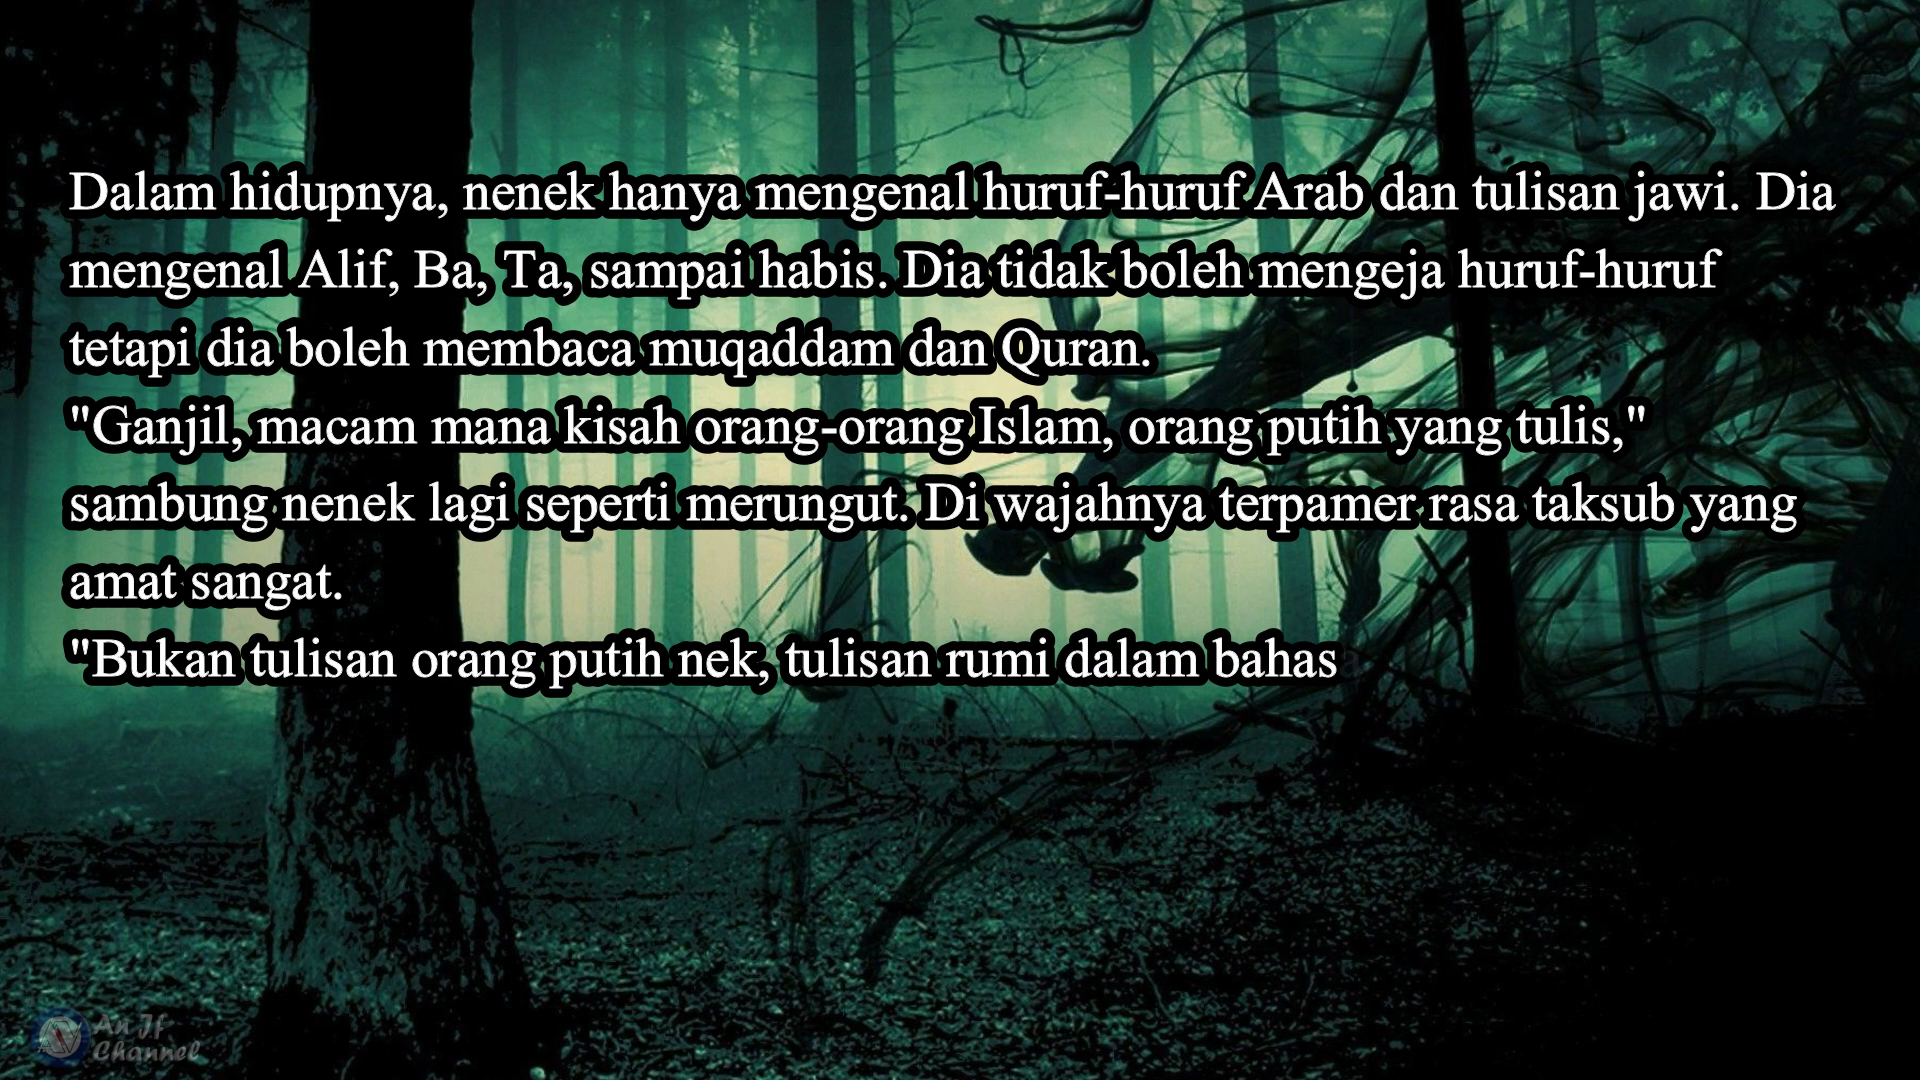 Dalam hidupnya, nenek hanya mengenal huruf-huruf Arab dan tulisan jawi. Dia
mengenal Alif, Ba, Ta, sampai habis. Dia tidak boleh mengeja huruf-huruf
tetapi dia boleh membaca muqaddam dan Quran.
"Ganjil, macam mana kisah orang-orang Islam, orang putih yang tulis,"
sambung nenek lagi seperti merungut. Di wajahnya terpamer rasa taksub yang
amat sangat.
"Bukan tulisan orang putih nek, tulisan rumi dalam bahasa
An Jf
Channel